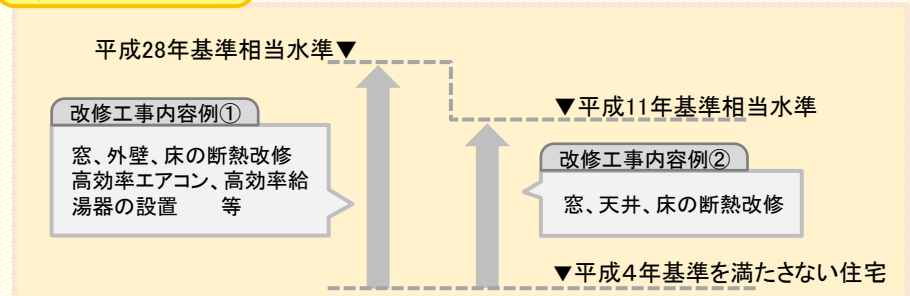 平成28年基準相当水準▼
改修工事内容例①
窓、外壁、床の断熱改修
高効率エアコン、高効率給
湯器の設置　　等
▼平成11年基準相当水準
改修工事内容例②
窓、天井、床の断熱改修
▼平成4年基準を満たさない住宅